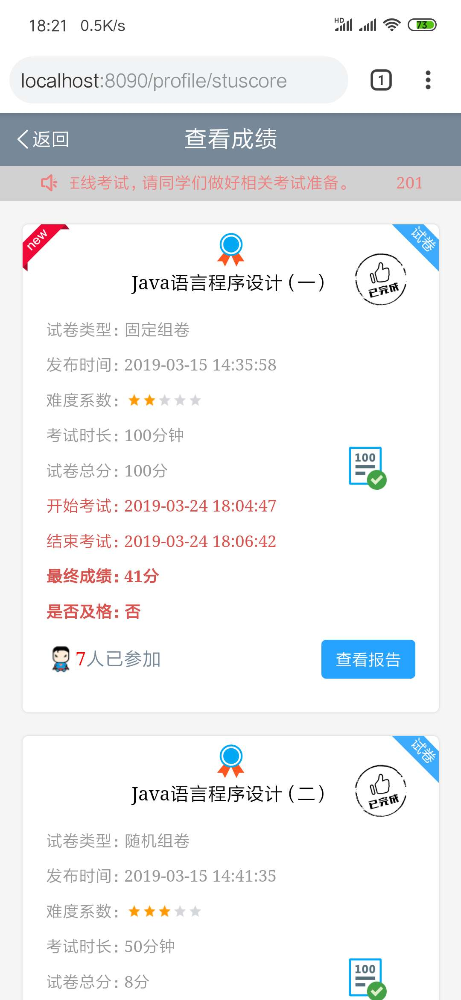 18:21 0.5K/s HD 73
localhost:8090/profile/stuscore 1
返回 查看成绩
线考试，请同学们做好相关考试准备。 201
new 试卷
Java语言程序设计（一） 已完成
试卷类型：固定组卷
发布时间：2019-03-15 14:35:58
难度系数：
考试时长：100分钟
试卷总分：100分 100
开始考试：2019-03-24 18:04:47
结束考试：2019-03-24 18:06:42
最终成绩：41分
是否及格：否
7人已参加 查看报告
试卷
Java语言程序设计（二） 已完成
试卷类型：随机组卷
发布时间：2019-03-15 14:41:35
难度系数：
考试时长：50分钟
试卷总分：8分 100